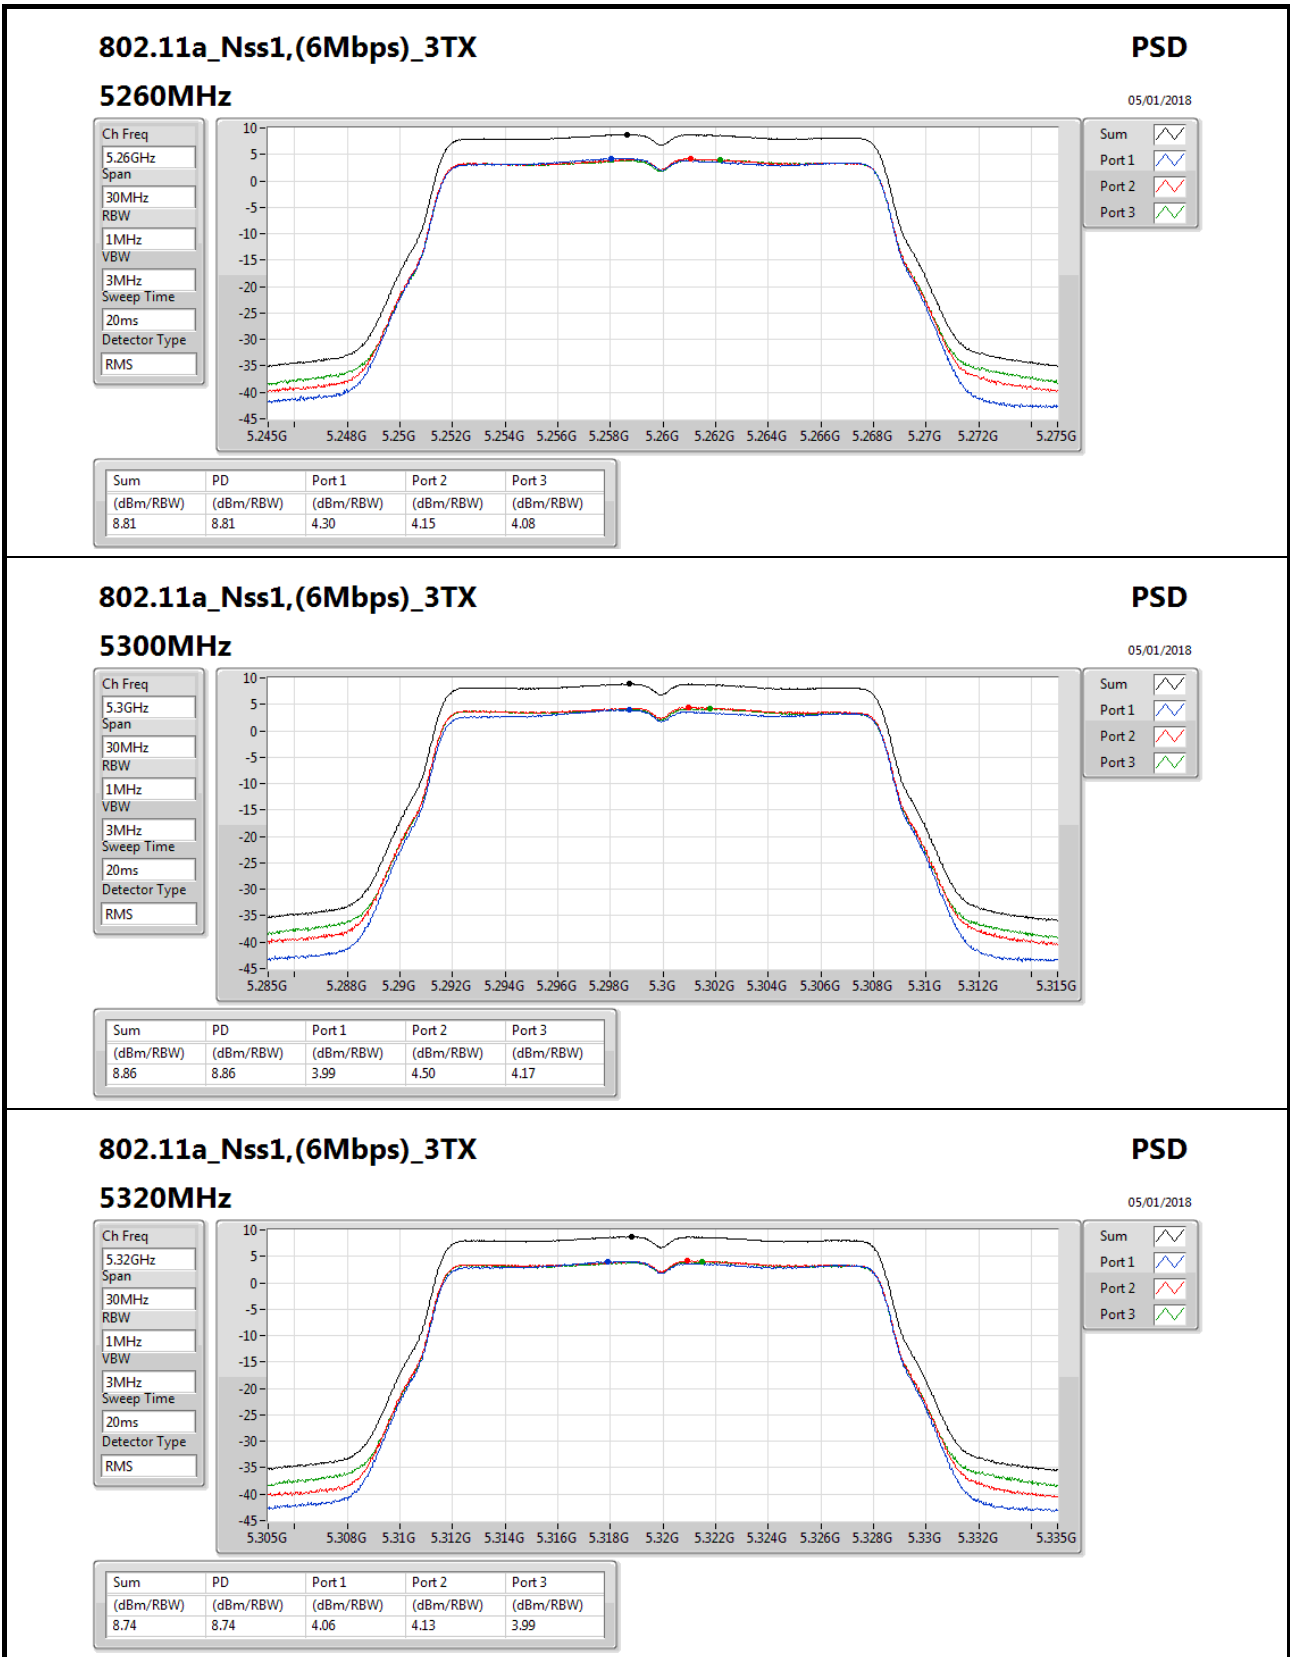 802.11a_Nss1,(6Mbps)_3TX PSD
5260MHz 05/01/2018
Ch Freq
5.26GHz
Span
30MHz
RBW
1MHz
VBW
3MHz
Sweep Time
20ms
Detector Type
RMS
10
5
0
-5
-10
-15
-20
-25
-30
-35
-40
-45
5.245G 5.248G 5.25G 5.252G 5.254G 5.256G 5.258G 5.26G 5.262G 5.264G 5.266G 5.268G 5.27G 5.272G 5.275G
Sum
Port 1
Port 2
Port 3
Sum PD Port 1 Port 2 Port 3
(dBm/RBW) (dBm/RBW) (dBm/RBW) (dBm/RBW) (dBm/RBW)
8.81 8.81 4.30 4.15 4.08
802.11a_Nss1,(6Mbps)_3TX PSD
5300MHz 05/01/2018
Ch Freq
5.3GHz
Span
30MHz
RBW
1MHz
VBW
3MHz
Sweep Time
20ms
Detector Type
RMS
10
5
0
-5
-10
-15
-20
-25
-30
-35
-40
-45
5.285G 5.288G 5.29G 5.292G 5.294G 5.296G 5.298G 5.3G 5.302G 5.304G 5.306G 5.308G 5.31G 5.312G 5.315G
Sum
Port 1
Port 2
Port 3
Sum PD Port 1 Port 2 Port 3
(dBm/RBW) (dBm/RBW) (dBm/RBW) (dBm/RBW) (dBm/RBW)
8.86 8.86 3.99 4.50 4.17
802.11a_Nss1,(6Mbps)_3TX PSD
5320MHz 05/01/2018
Ch Freq
5.32GHz
Span
30MHz
RBW
1MHz
VBW
3MHz
Sweep Time
20ms
Detector Type
RMS
10
5
0
-5
-10
-15
-20
-25
-30
-35
-40
-45
5.305G 5.308G 5.31G 5.312G 5.314G 5.316G 5.318G 5.32G 5.322G 5.324G 5.326G 5.328G 5.33G 5.332G 5.335G
Sum
Port 1
Port 2
Port 3
Sum PD Port 1 Port 2 Port 3
(dBm/RBW) (dBm/RBW) (dBm/RBW) (dBm/RBW) (dBm/RBW)
8.74 8.74 4.06 4.13 3.99